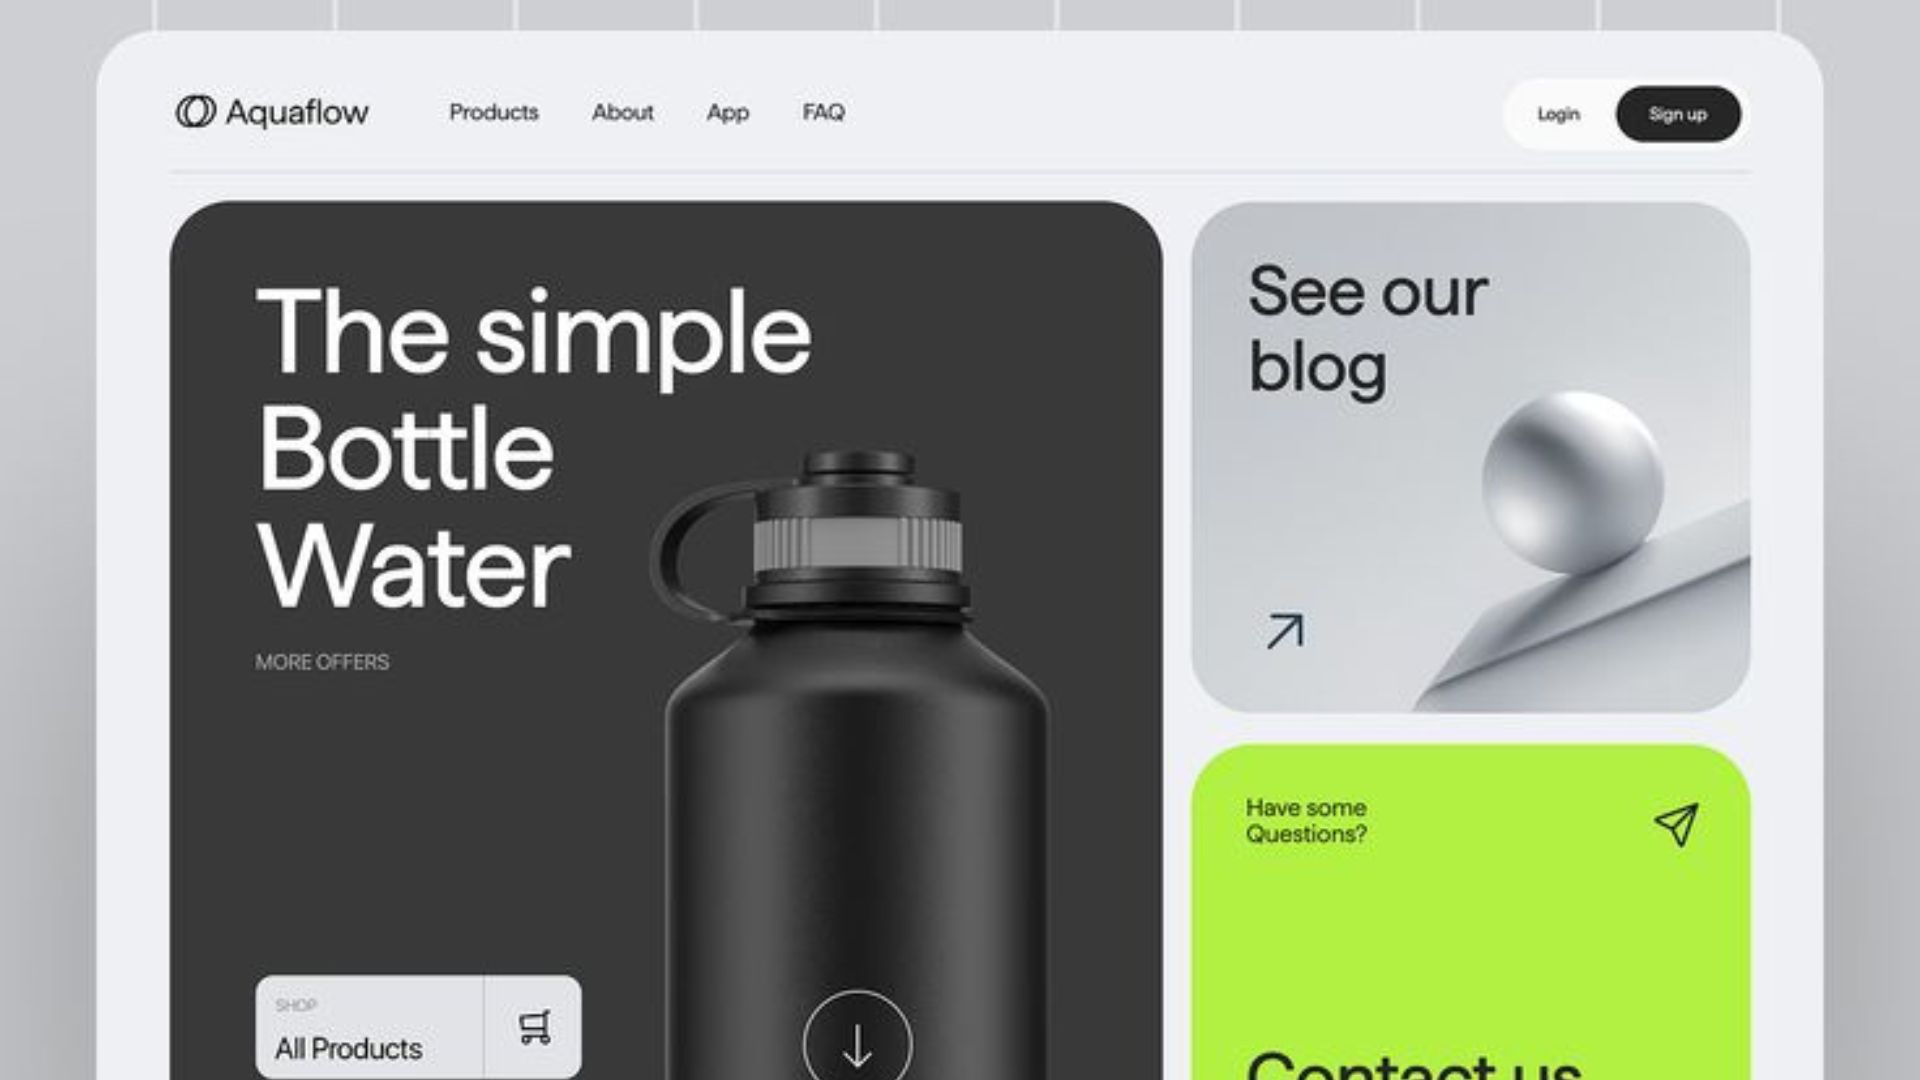 Aquaflow
Products
About
App
FAQ
Login
Sign up
The simple
Bottle
Water
MORE OFFERS
SHOP
All Products
See our
blog
Have some
Questions?
Contact us